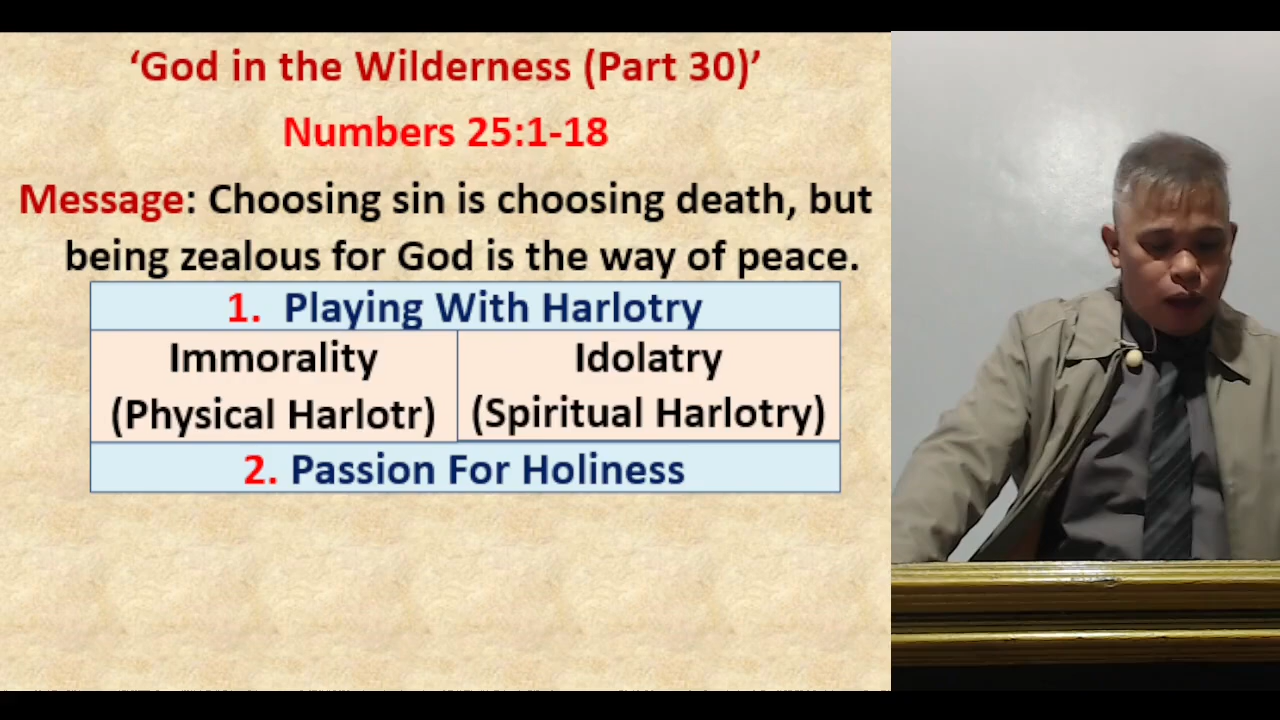 ‘God in the Wilderness (Part 30)’
Numbers 25:1-18
Message: Choosing sin is choosing death, but
being zealous for God is the way of peace.
1. Playing With Harlotry
Immorality
(Physical Harlotr)
Idolatry
(Spiritual Harlotry)
2. Passion For Holiness